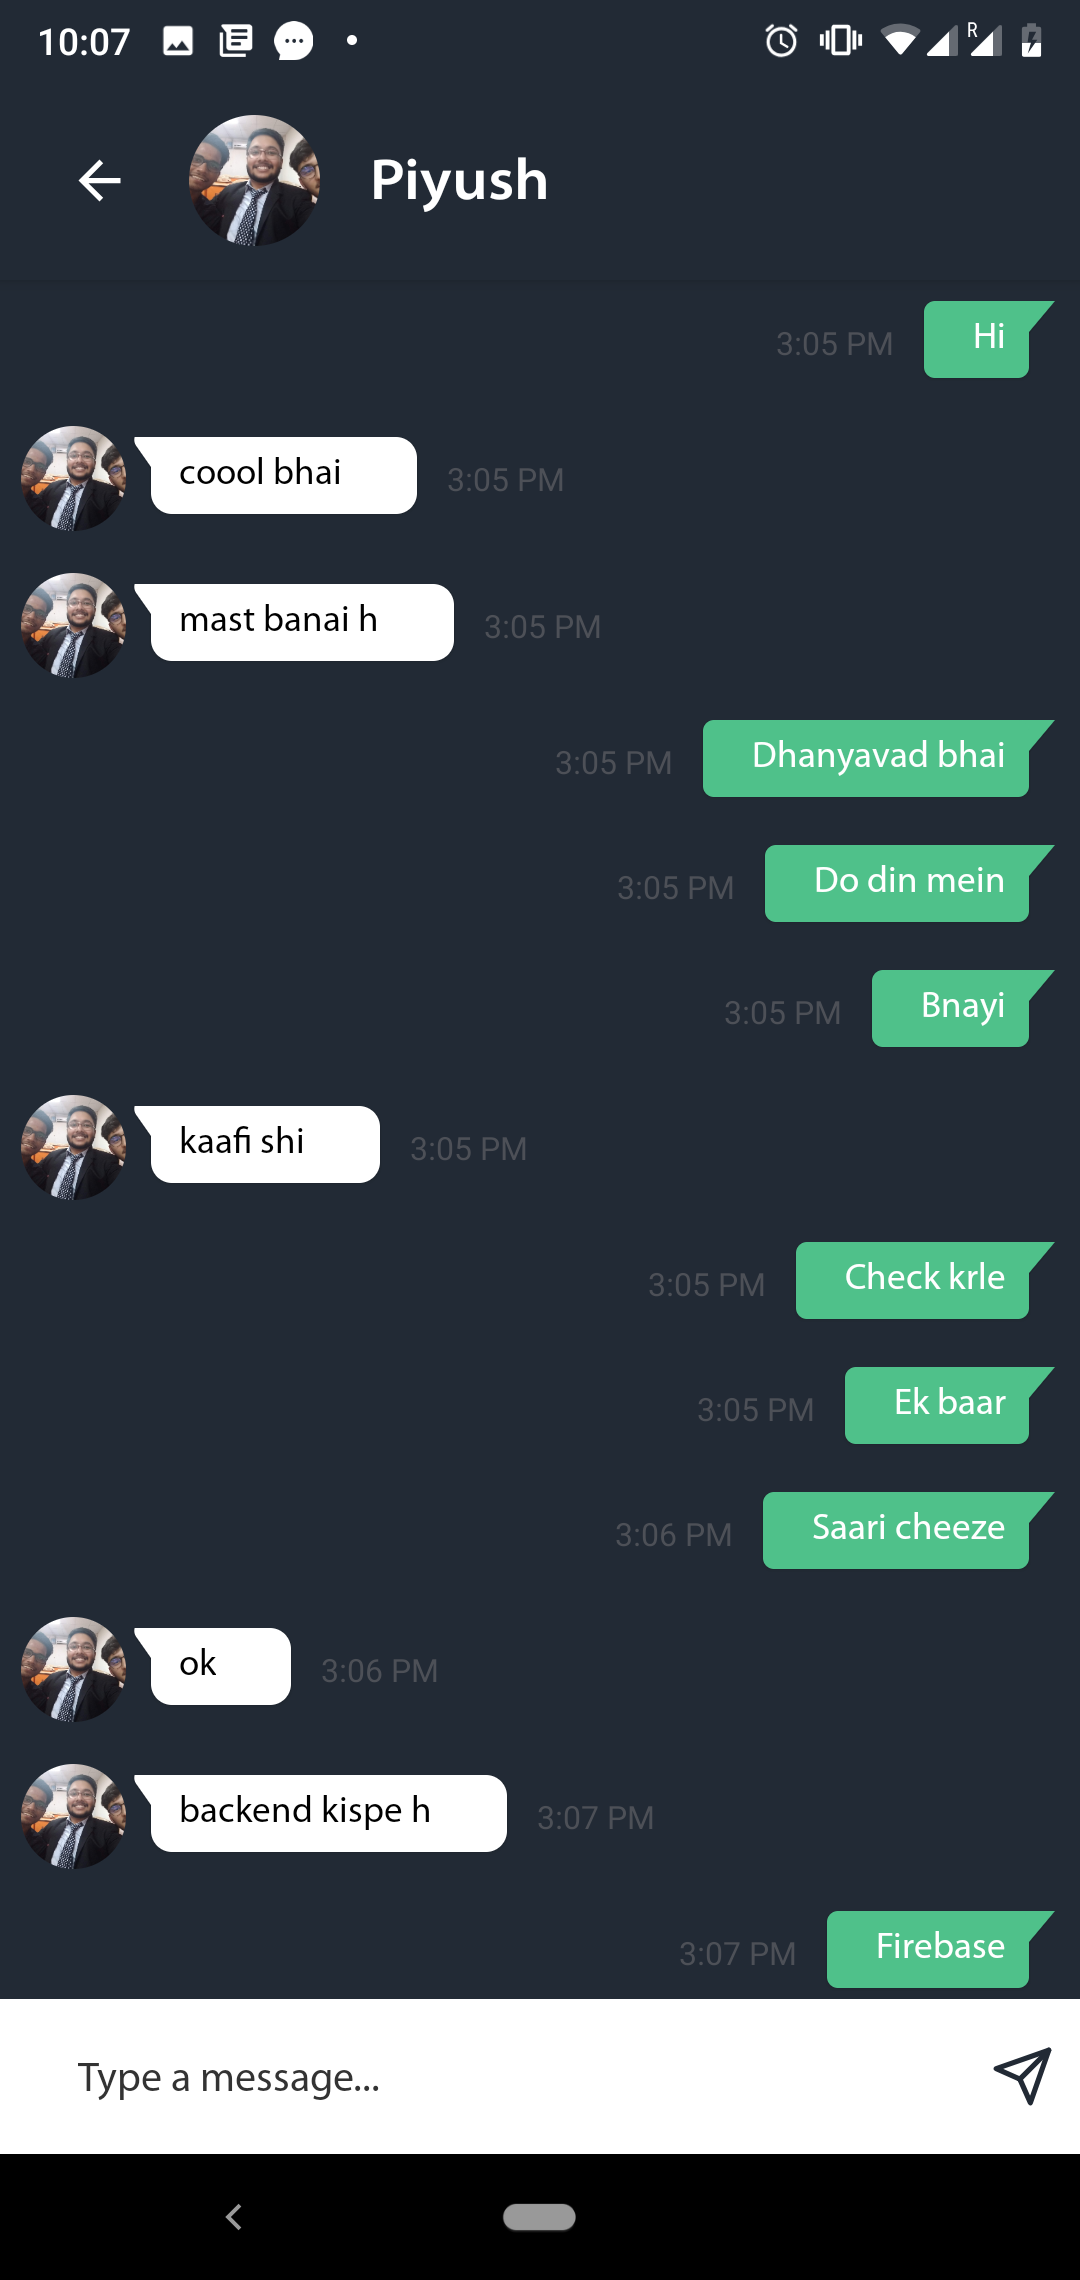 10:07
R
Piyush
3:05 PM Hi
coool bhai 3:05 PM
mast banai h 3:05 PM
3:05 PM Dhanyavad bhai
3:05 PM Do din mein
3:05 PM Bnayi
kaafi shi 3:05 PM
3:05 PM Check krle
3:05 PM Ek baar
3:06 PM Saari cheeze
ok 3:06 PM
backend kispe h 3:07 PM
3:07 PM Firebase
Type a message...